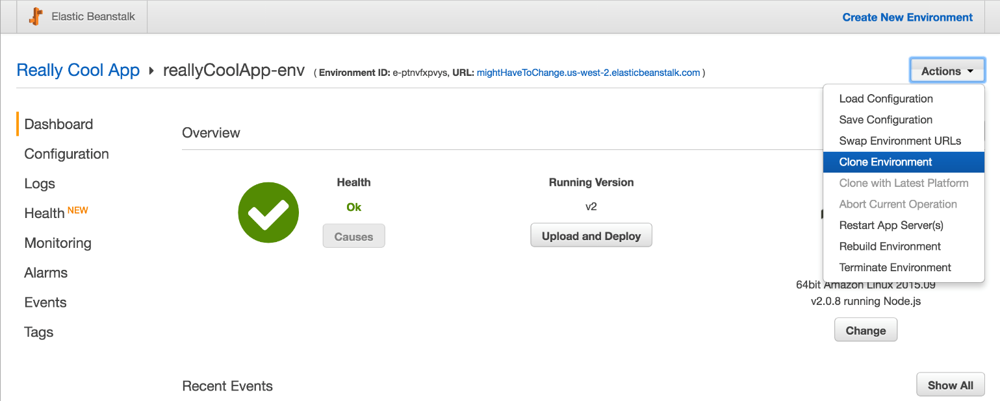 Elastic Beanstalk
Create New Environment
Really Cool App ▸ reallyCoolApp-env ( Environment ID: e-ptnvfxpvys, URL: mightHaveToChange.us-west-2.elasticbeanstalk.com )
Actions
Load Configuration
Save Configuration
Swap Environment URLs
Clone Environment
Clone with Latest Platform
Abort Current Operation
Restart App Server(s)
Rebuild Environment
Terminate Environment
Dashboard
Configuration
Logs
Health NEW
Monitoring
Alarms
Events
Tags
Overview
Health
Ok
Causes
Running Version
v2
Upload and Deploy
64bit Amazon Linux 2015.09
v2.0.8 running Node.js
Change
Recent Events
Show All